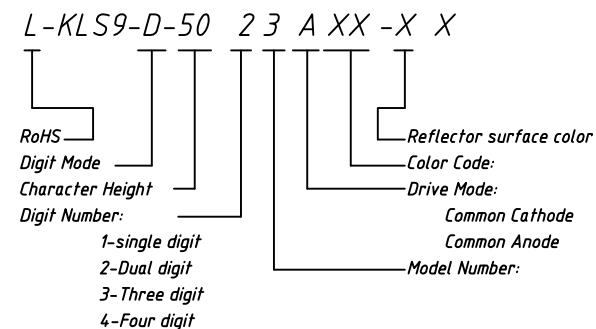 L-KLS9-D-50 2 3 A XX -X X
RoHS
Reflector surface color
Digit Mode
Color Code:
Character Height
Drive Mode:
Digit Number:
Common Cathode
1-single digit
Common Anode
2-Dual digit
Model Number:
3-Three digit
4-Four digit